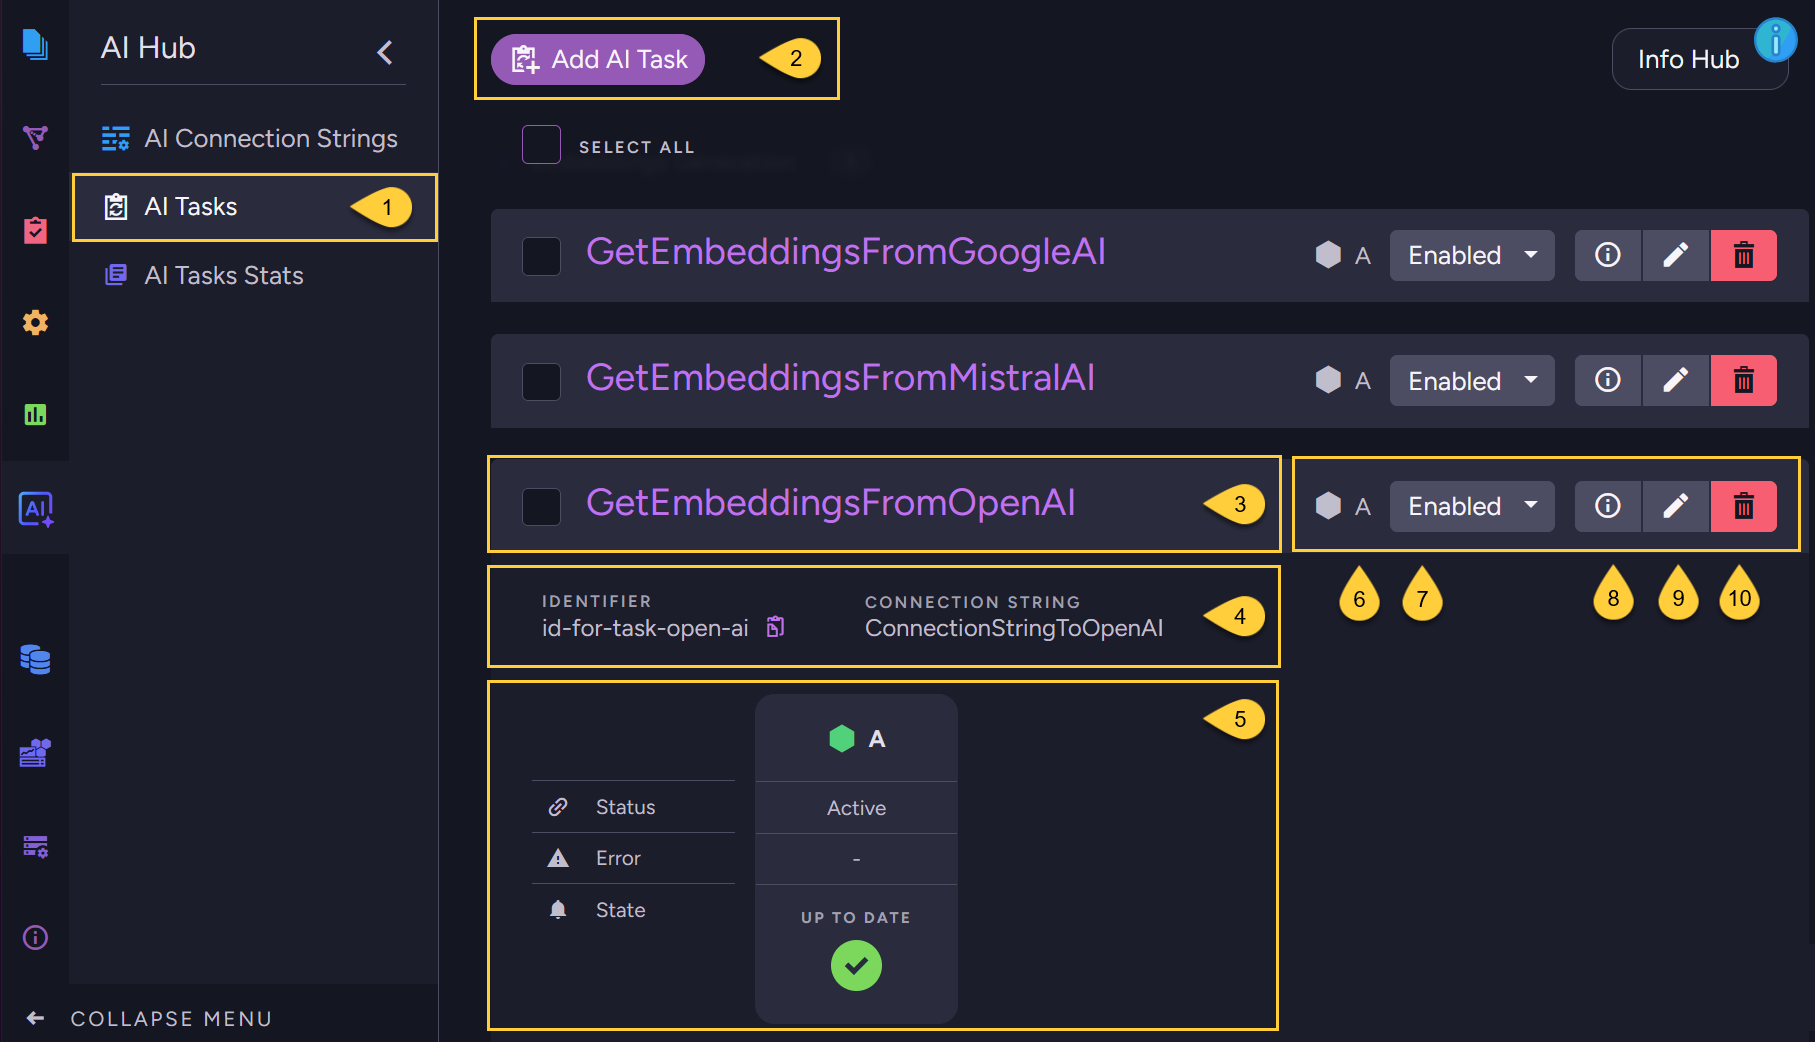 AI Hub
AI Connection Strings
AI Tasks
1
AI Tasks Stats
COLLAPSE MENU
Add AI Task
2
Info Hub
SELECT ALL
GetEmbeddingsFromGoogleAI
A
Enabled
GetEmbeddingsFromMistralAI
A
Enabled
GetEmbeddingsFromOpenAI
3
A
Enabled
6
7
8
9
10
IDENTIFIER
id-for-task-open-ai
CONNECTION STRING
ConnectionStringToOpenAI
4
5
A
Status
Active
Error
-
State
UP TO DATE
AI